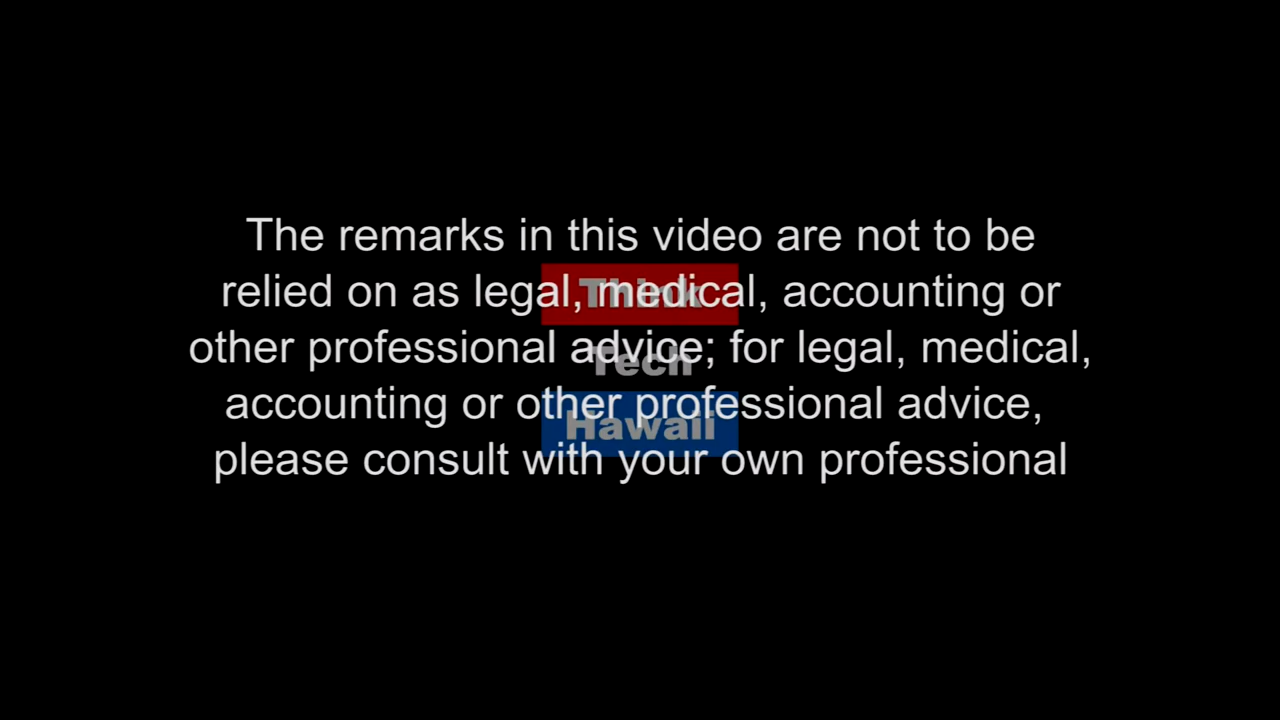 The remarks in this video are not to be
relied on as legal, medical, accounting or
other professional advice; for legal, medical,
accounting or other professional advice,
please consult with your own professional
Think
Tech
Hawaii